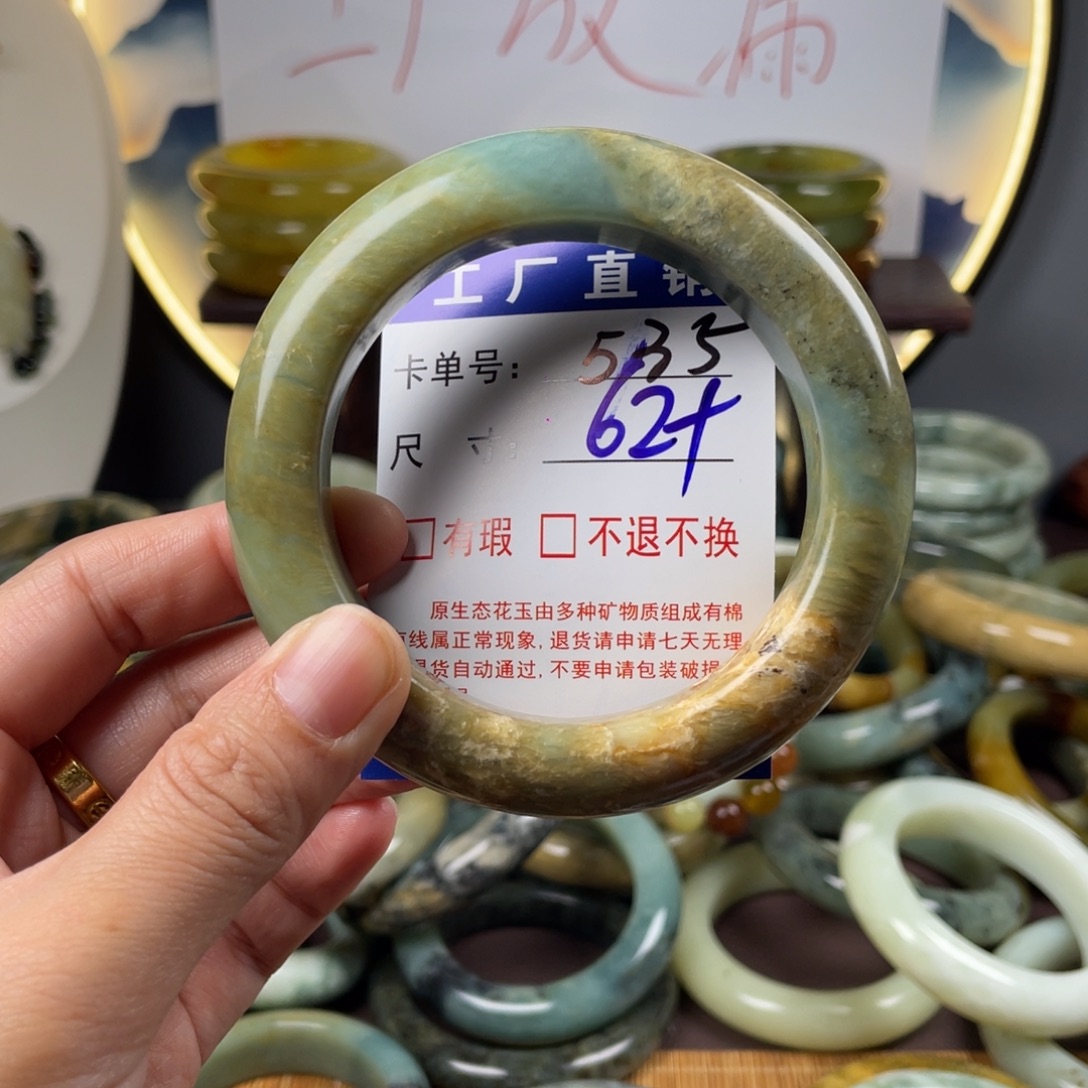 工厂直销
卡单号： 535
尺 寸： 62+
□有瑕 □不退不换
原生态花玉由多种矿物质组成有棉
线属正常现象，退货请申请七天无理
货自动通过，不要申请包装破损